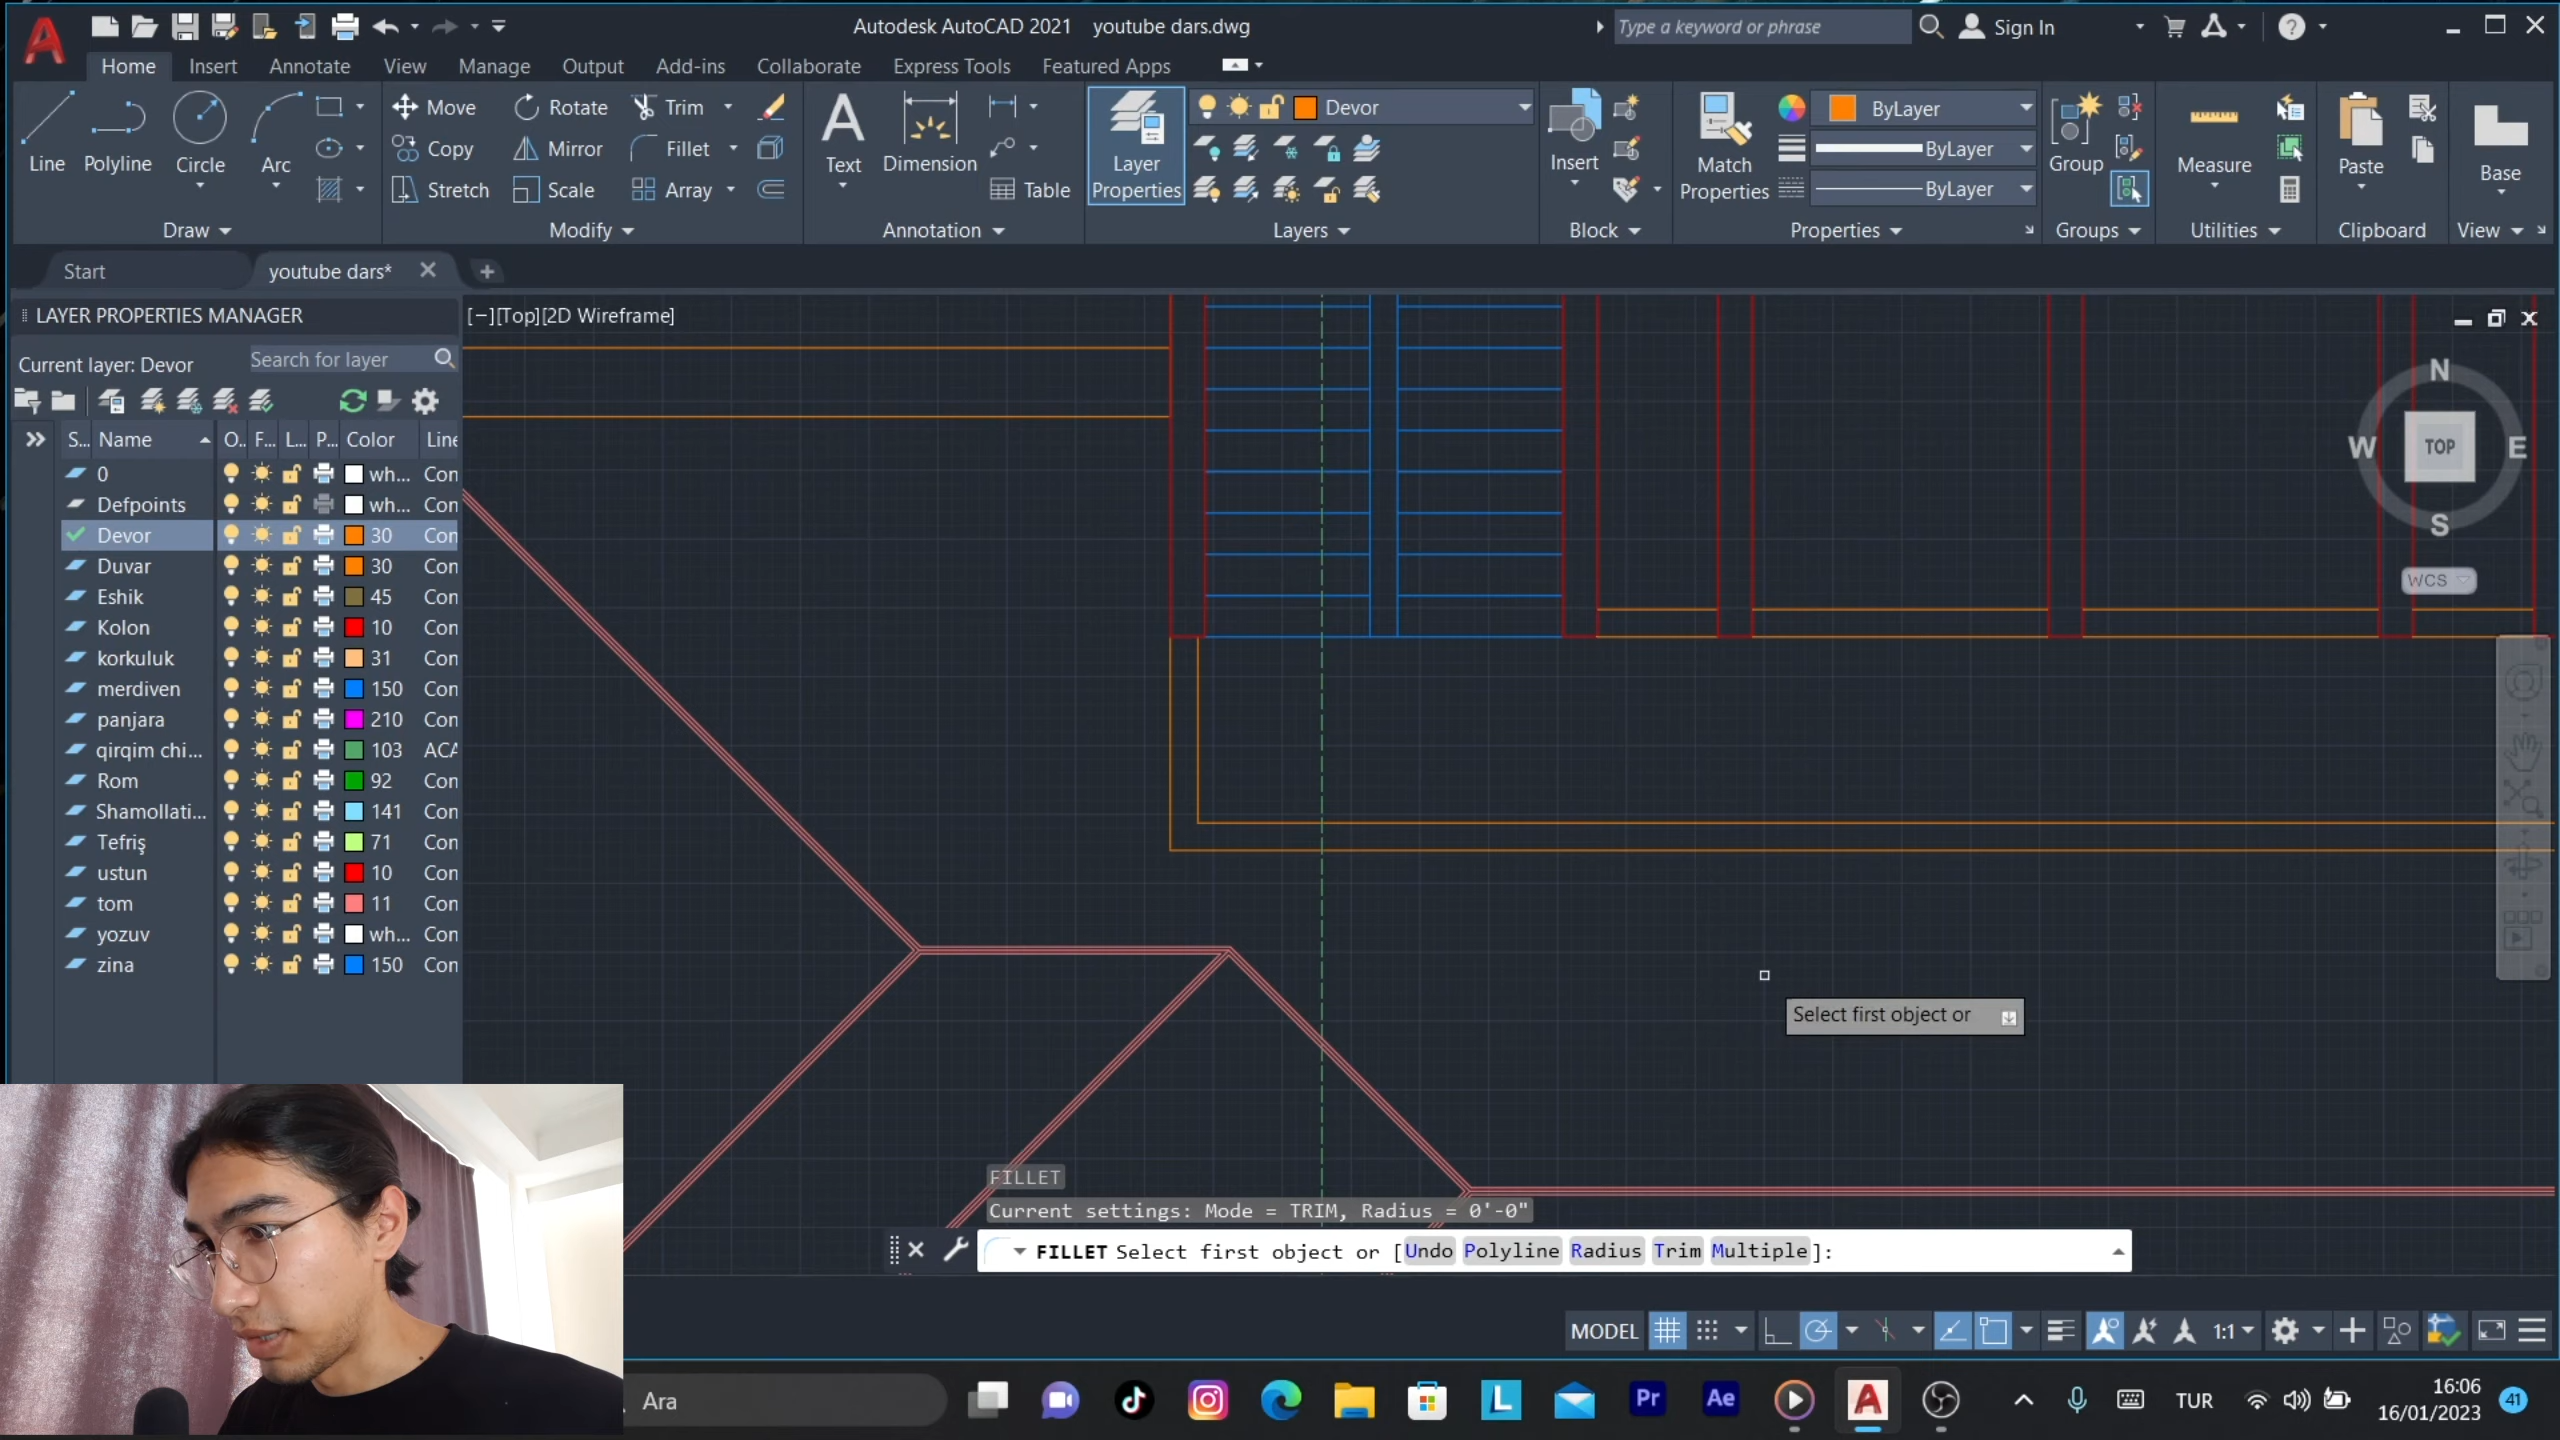 Autodesk AutoCAD 2021 youtube dars.dwg
Type a keyword or phrase
Sign In
Home Insert Annotate View Manage Output Add-ins Collaborate Express Tools Featured Apps
Line Polyline Circle Arc
Draw
Move Rotate Trim
Copy Mirror Fillet
Stretch Scale Array
Modify
Text Dimension Table
Annotation
Layer Properties
Devor
Layers
Insert
Block
Match Properties
ByLayer
ByLayer
ByLayer
Properties
Group
Groups
Measure
Utilities
Paste
Clipboard
Base
View
Start youtube dars*
LAYER PROPERTIES MANAGER
[−][Top][2D Wireframe]
Current layer: Devor Search for layer
S... Name O.. F... L... P... Color Line
0 wh... Con
Defpoints wh... Con
Devor 30 Con
Duvar 30 Con
Eshik 45 Con
Kolon 10 Con
korkuluk 31 Con
merdiven 150 Con
panjara 210 Con
qirqim chi... 103 ACA
Rom 92 Con
Shamollati... 141 Con
Tefriş 71 Con
ustun 10 Con
tom 11 Con
yozuv wh... Con
zina 150 Con
N
W TOP E
S
WCS
Select first object or
FILLET
Current settings: Mode = TRIM, Radius = 0'-0"
FILLET Select first object or [Undo Polyline Radius Trim Multiple]:
MODEL 1:1
Ara
L
Pr
Ae
A
TUR
16:06
16/01/2023
41